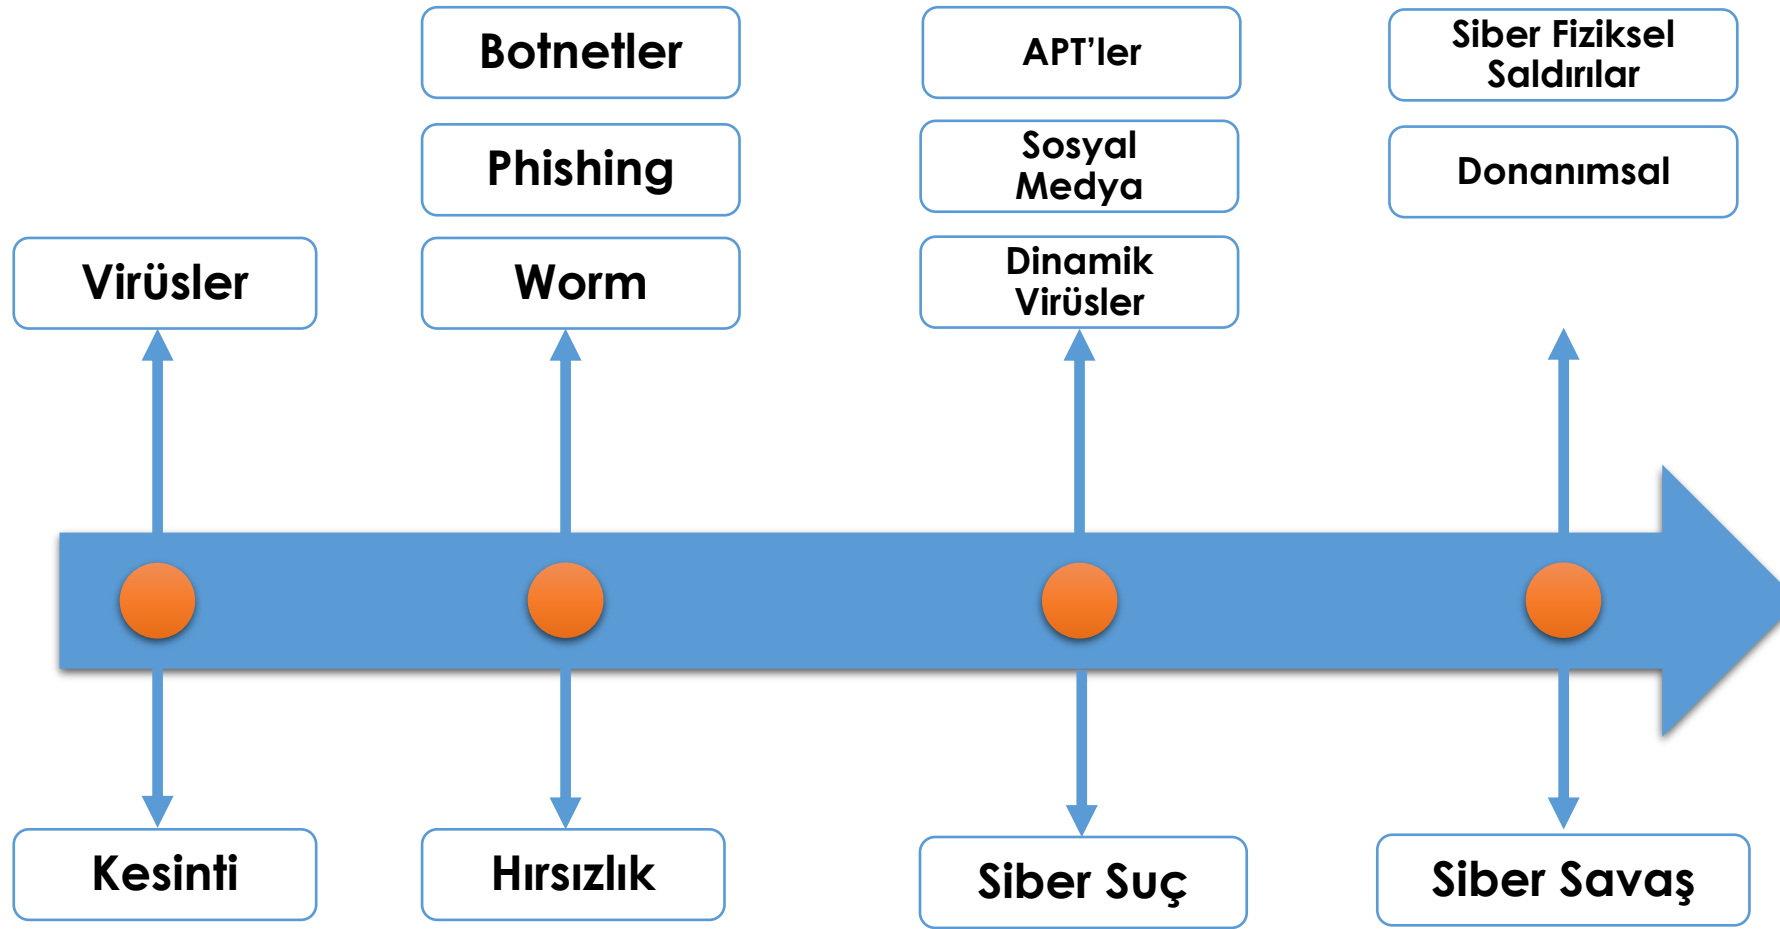 Botnetler
APT’ler
Siber Fiziksel
Saldırılar
Phishing
Sosyal
Medya
Donanımsal
Virüsler
Worm
Dinamik
Virüsler
Kesinti
Hırsızlık
Siber Suç
Siber Savaş